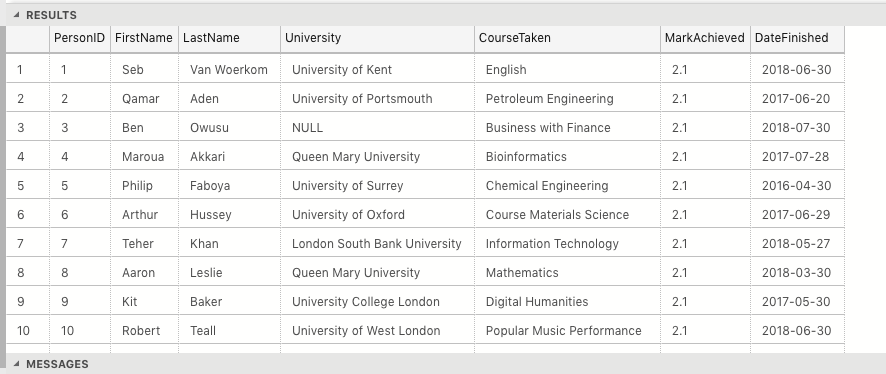 RESULTS
PersonID FirstName LastName University CourseTaken MarkAchieved DateFinished
1 1 Seb Van Woerkom University of Kent English 2.1 2018-06-30
2 2 Qamar Aden University of Portsmouth Petroleum Engineering 2.1 2017-06-20
3 3 Ben Owusu NULL Business with Finance 2.1 2018-07-30
4 4 Maroua Akkari Queen Mary University Bioinformatics 2.1 2017-07-28
5 5 Philip Faboya University of Surrey Chemical Engineering 2.1 2016-04-30
6 6 Arthur Hussey University of Oxford Course Materials Science 2.1 2017-06-29
7 7 Teher Khan London South Bank University Information Technology 2.1 2018-05-27
8 8 Aaron Leslie Queen Mary University Mathematics 2.1 2018-03-30
9 9 Kit Baker University College London Digital Humanities 2.1 2017-05-30
10 10 Robert Teall University of West London Popular Music Performance 2.1 2018-06-30
MESSAGES